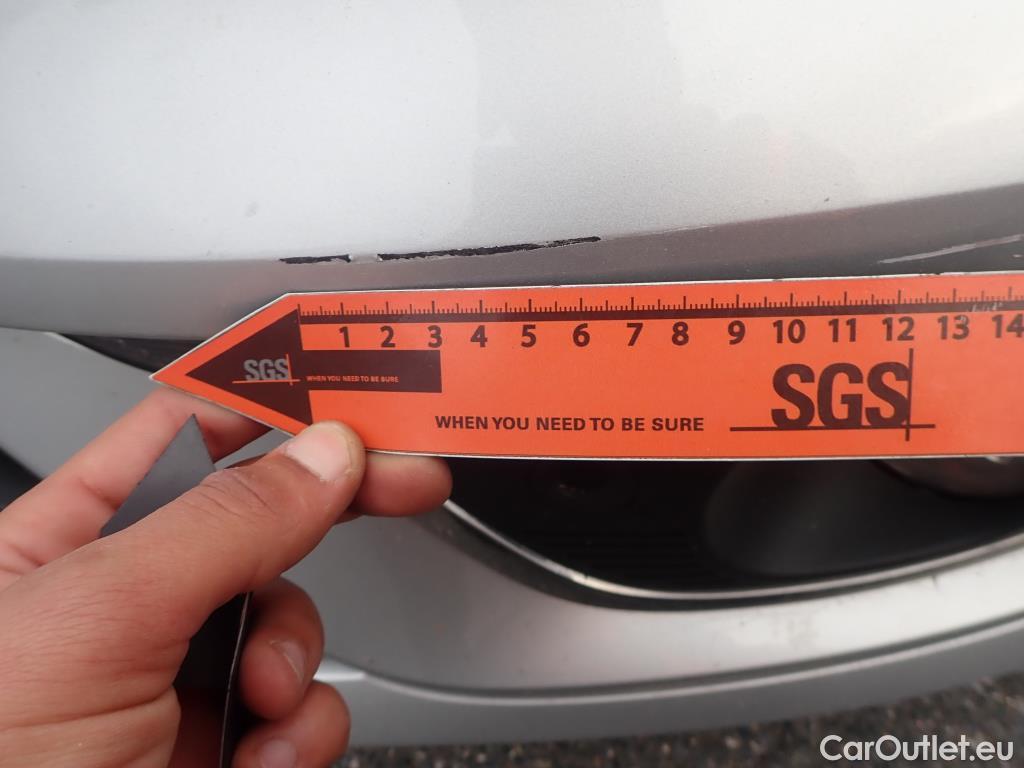 1 2 3 4 5 6 7 8 9 10 11 12 13 14
SGS
WHEN YOU NEED TO BE SURE
SGS
WHEN YOU NEED TO BE SURE
CarOutlet.eu